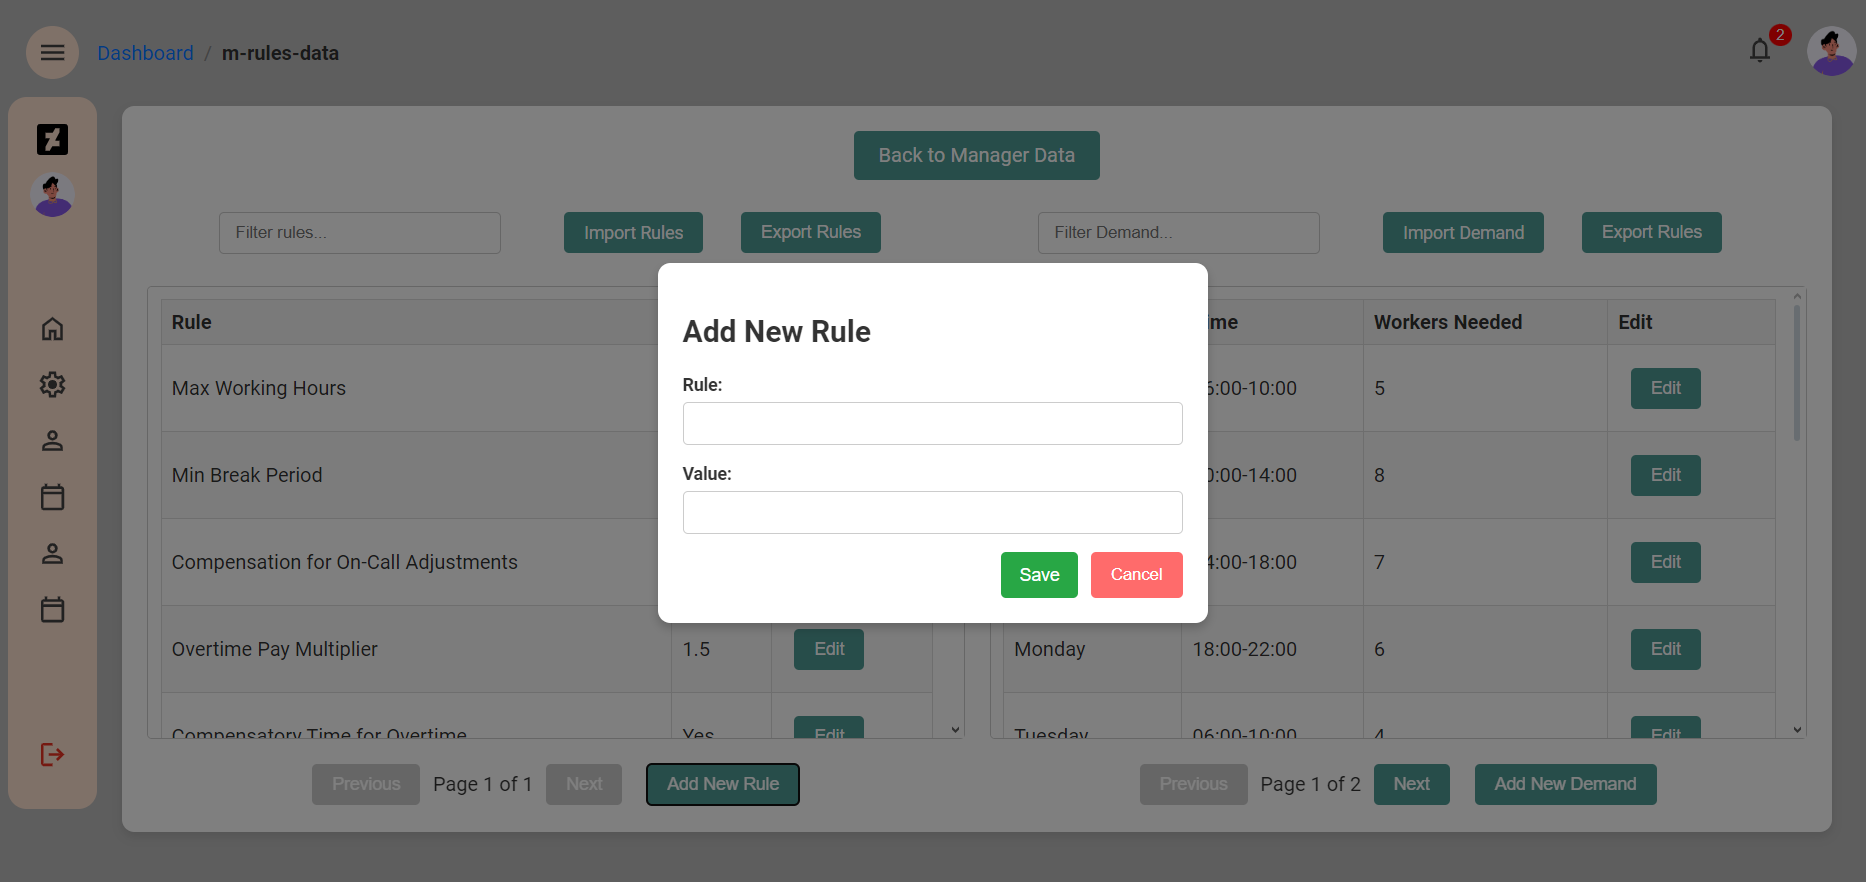 Dashboard / m-rules-data
2
Back to Manager Data
Filter rules...
Import Rules
Export Rules
Filter Demand...
Import Demand
Export Rules
Rule
Max Working Hours
Min Break Period
Compensation for On-Call Adjustments
Overtime Pay Multiplier 1.5 Edit
Compensatory Time for Overtime Yes Edit
Add New Rule
Rule:
Value:
Save
Cancel
me Workers Needed Edit
:00-10:00 5 Edit
:00-14:00 8 Edit
:00-18:00 7 Edit
Monday 18:00-22:00 6 Edit
Tuesday 06:00-10:00 4 Edit
Previous Page 1 of 1 Next Add New Rule
Previous Page 1 of 2 Next Add New Demand